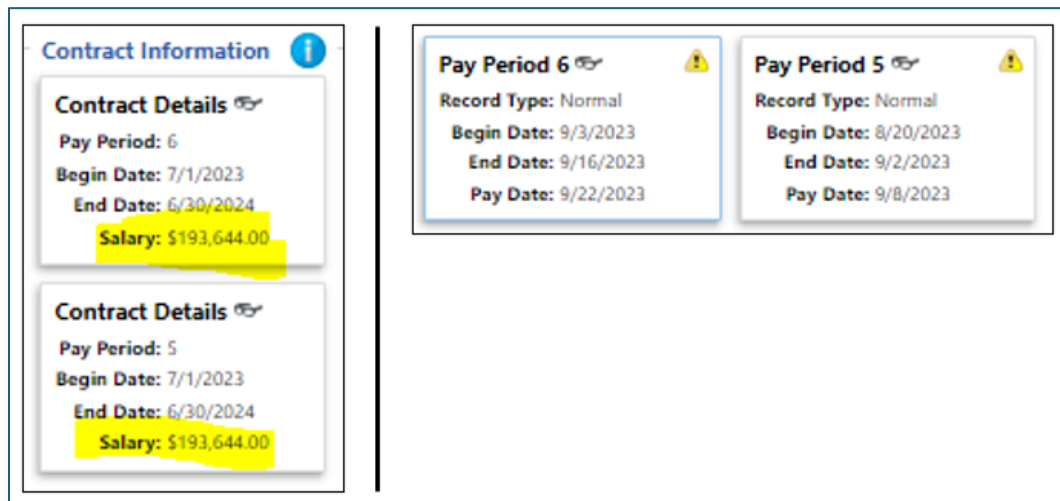 Contract Information
Contract Details
Pay Period: 6
Begin Date: 7/1/2023
End Date: 6/30/2024
Salary: $193,644.00
Contract Details
Pay Period: 5
Begin Date: 7/1/2023
End Date: 6/30/2024
Salary: $193,644.00
Pay Period 6
Record Type: Normal
Begin Date: 9/3/2023
End Date: 9/16/2023
Pay Date: 9/22/2023
Pay Period 5
Record Type: Normal
Begin Date: 8/20/2023
End Date: 9/2/2023
Pay Date: 9/8/2023